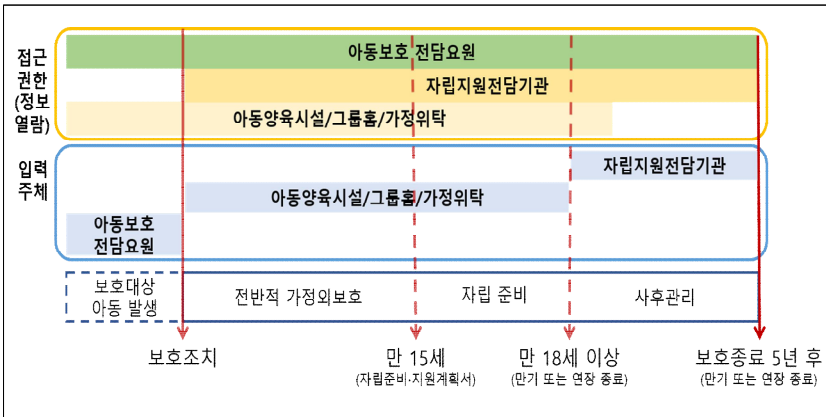 접근
권한
(정보
열람)
아동보호 전담요원
자립지원전담기관
아동양육시설/그룹홈/가정위탁
입력
주체
자립지원전담기관
아동양육시설/그룹홈/가정위탁
아동보호
전담요원
보호대상
아동 발생
전반적 가정외보호
자립 준비
사후관리
보호조치
만 15세
(자립준비·지원계획서)
만 18세 이상
(만기 또는 연장 종료)
보호종료 5년 후
(만기 또는 연장 종료)